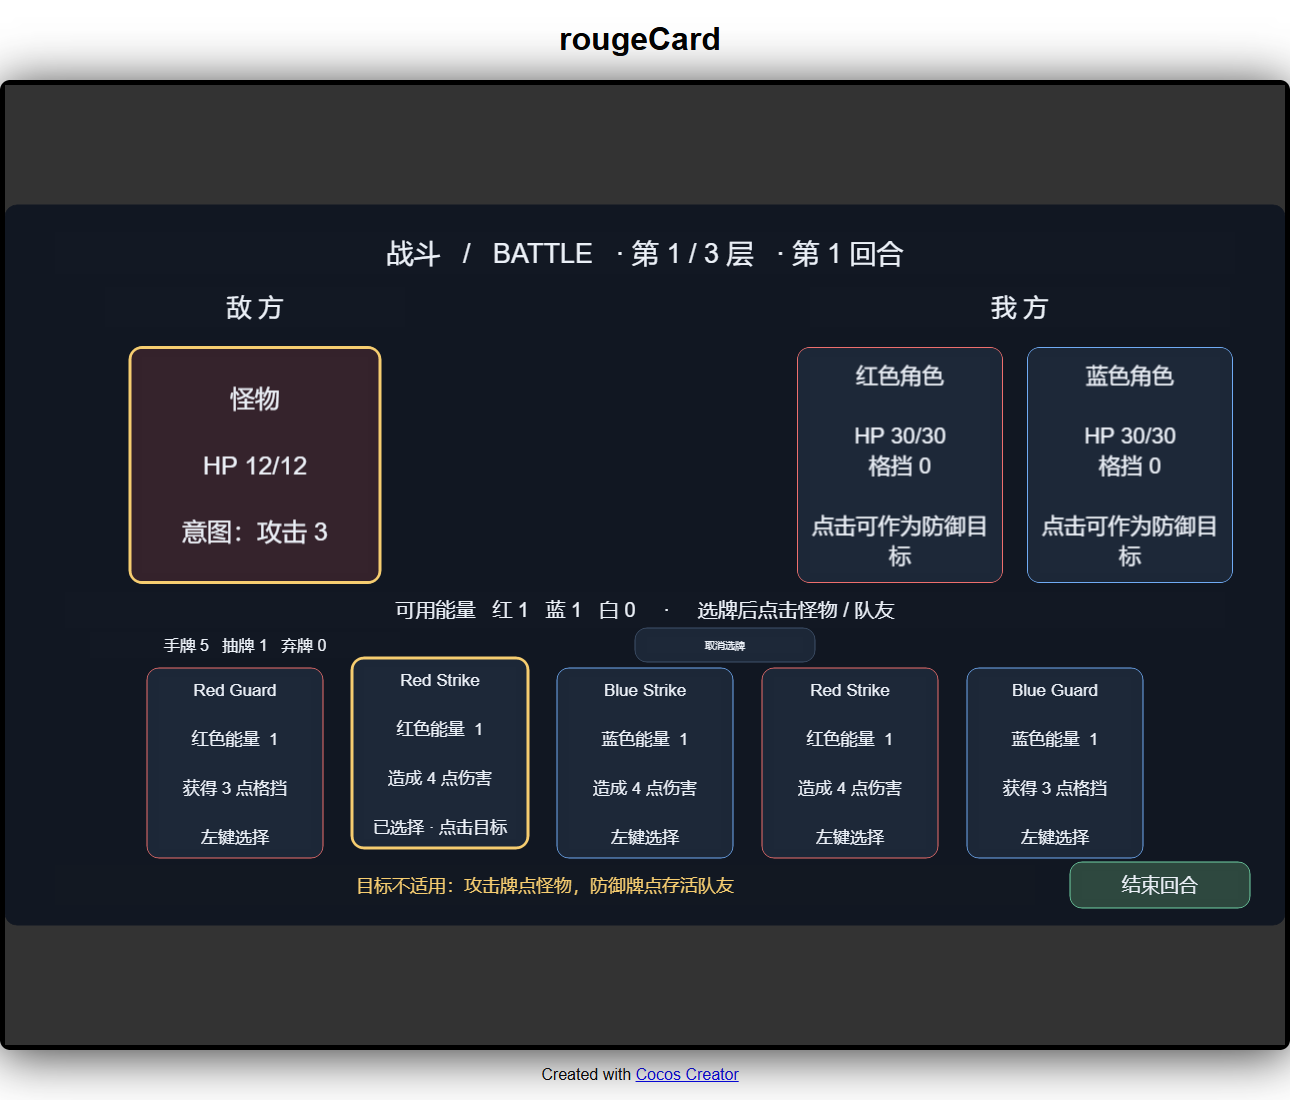 rougeCard
战斗 / BATTLE · 第 1 / 3 层 · 第 1 回合
敌 方
我 方
怪物
HP 12/12
意图：攻击 3
红色角色
HP 30/30
格挡 0
点击可作为防御目
标
蓝色角色
HP 30/30
格挡 0
点击可作为防御目
标
可用能量 红 1 蓝 1 白 0 · 选牌后点击怪物 / 队友
手牌 5 抽牌 1 弃牌 0
取消选牌
Red Guard
红色能量 1
获得 3 点格挡
左键选择
Red Strike
红色能量 1
造成 4 点伤害
已选择 · 点击目标
Blue Strike
蓝色能量 1
造成 4 点伤害
左键选择
Red Strike
红色能量 1
造成 4 点伤害
左键选择
Blue Guard
蓝色能量 1
获得 3 点格挡
左键选择
目标不适用：攻击牌点怪物，防御牌点存活队友
结束回合
Created with Cocos Creator